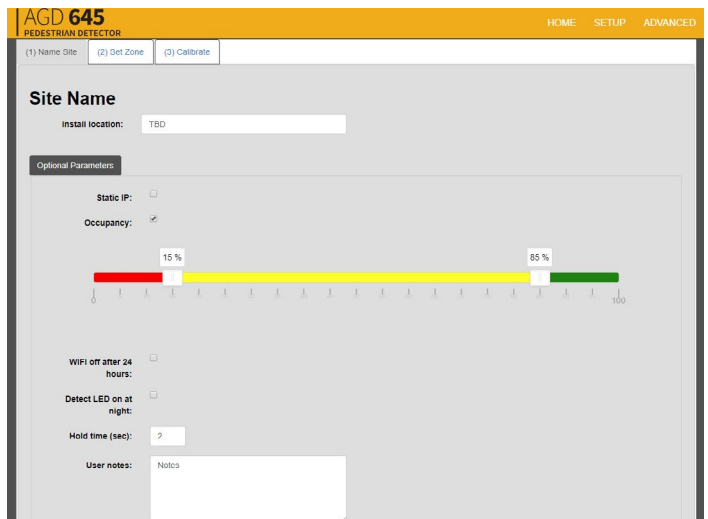 AGD 645
PEDESTRIAN DETECTOR
HOME SETUP ADVANCED
(1) Name Site (2) Set Zone (3) Calibrate
Site Name
Install location: TBD
Optional Parameters
Static IP:
Occupancy:
15 % 85 %
0 100
WIFI off after 24
hours:
Detect LED on at
night:
Hold time (sec): 2
User notes: Notes